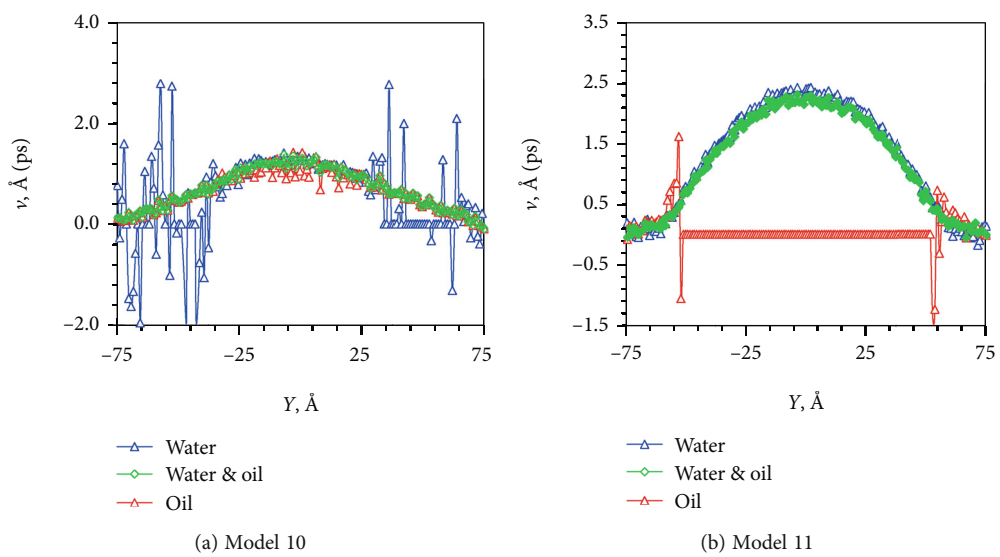 4.0
2.0
0.0
−2.0
−75
−25
25
75
v, Å (ps)
Y, Å
Water
Water & oil
Oil
(a) Model 10
3.5
2.5
1.5
0.5
−0.5
−1.5
−75
−25
25
75
v, Å (ps)
Y, Å
Water
Water & oil
Oil
(b) Model 11